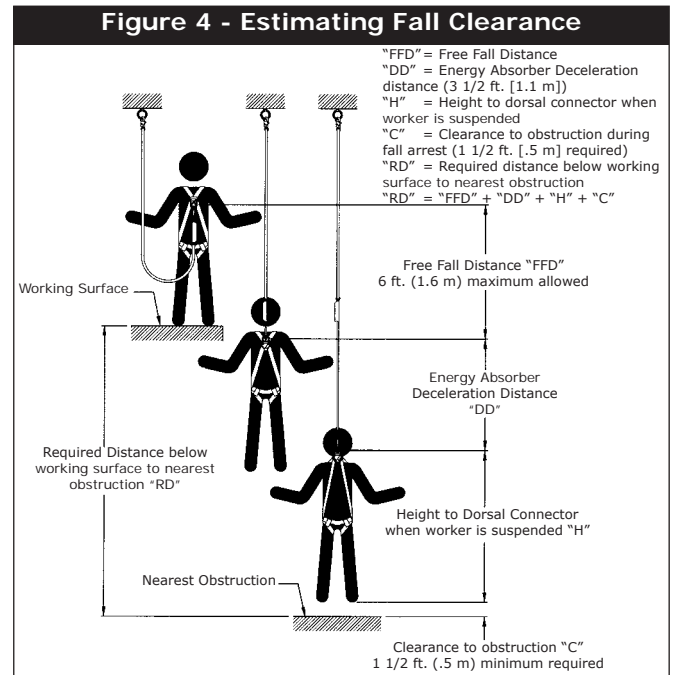 Figure 4 - Estimating Fall Clearance
“FFD” = Free Fall Distance
“DD” = Energy Absorber Deceleration
distance (3 1/2 ft. [1.1 m])
“H” = Height to dorsal connector when
worker is suspended
“C” = Clearance to obstruction during
fall arrest (1 1/2 ft. [.5 m] required)
“RD” = Required distance below working
surface to nearest obstruction
“RD” = “FFD” + “DD” + “H” + “C”
Free Fall Distance “FFD”
6 ft. (1.6 m) maximum allowed
Working Surface
Energy Absorber
Deceleration Distance
“DD”
Required Distance below
working surface to nearest
obstruction “RD”
Height to Dorsal Connector
when worker is suspended “H”
Nearest Obstruction
Clearance to obstruction “C”
1 1/2 ft. (.5 m) minimum required